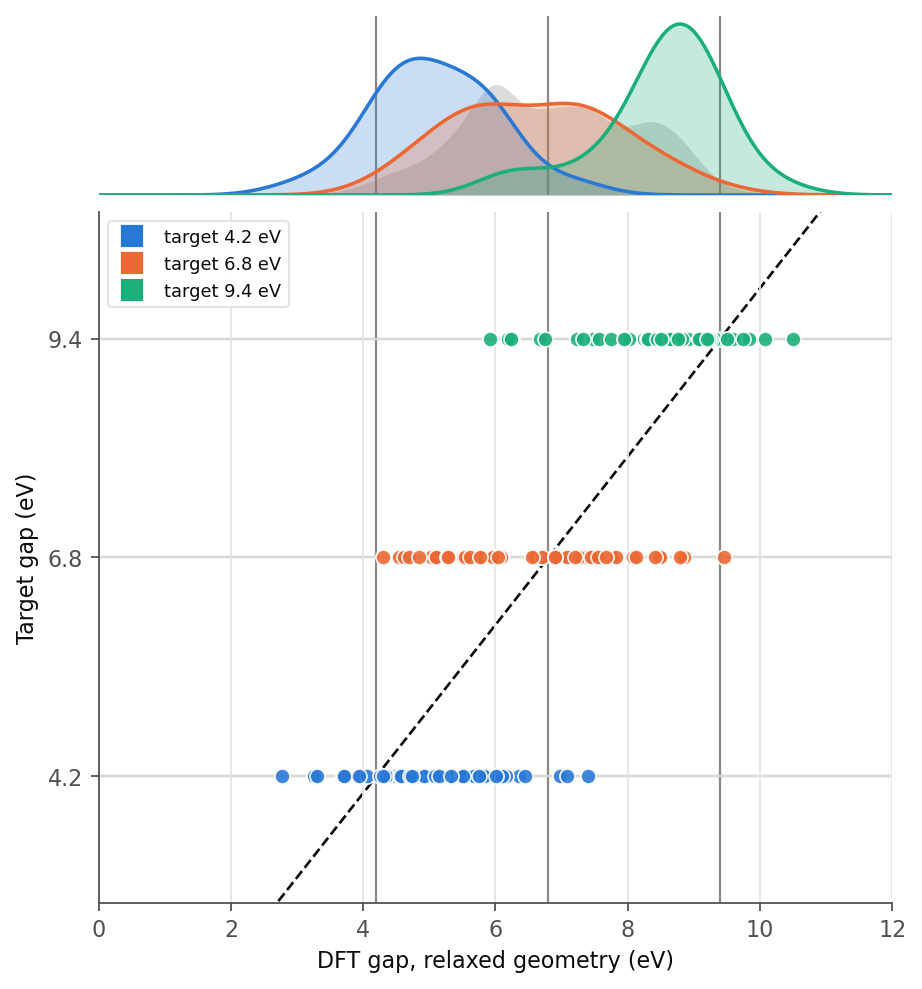 target 4.2 eV
target 6.8 eV
target 9.4 eV
9.4
6.8
4.2
Target gap (eV)
0 2 4 6 8 10 12
DFT gap, relaxed geometry (eV)